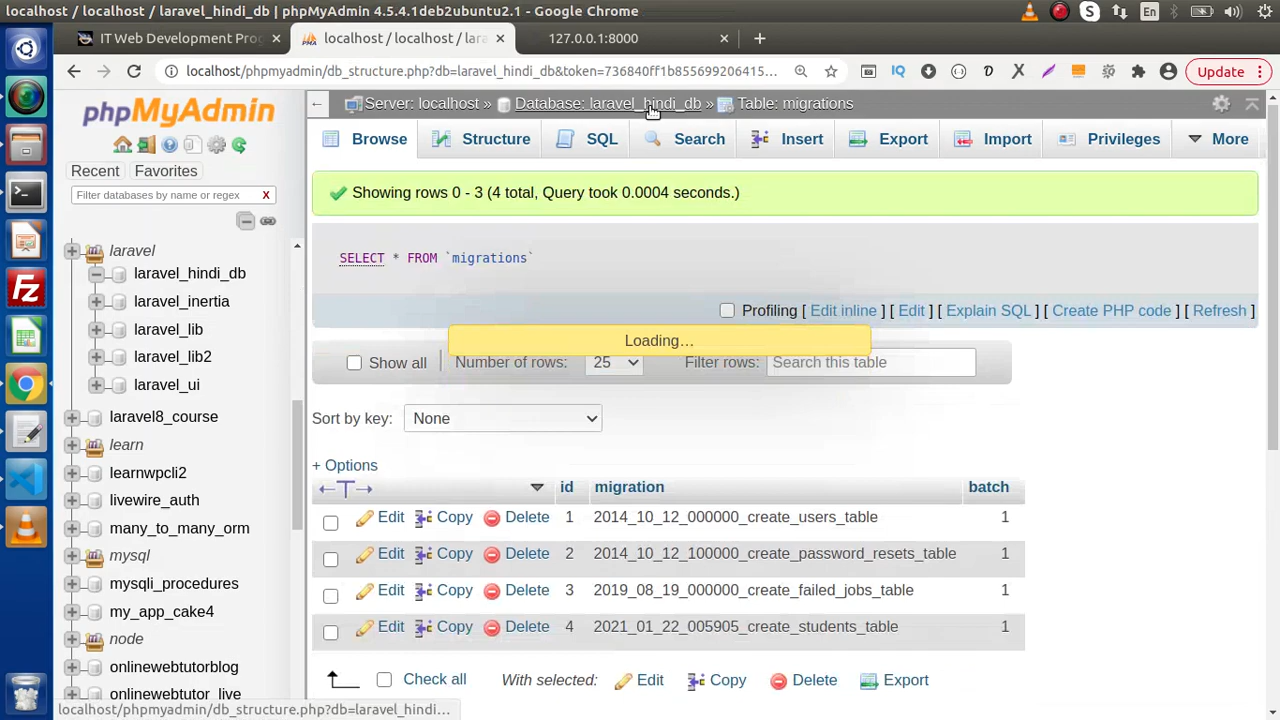 localhost / localhost / laravel_hindi_db | phpMyAdmin 4.5.4.1deb2ubuntu2.1 - Google Chrome
En
IT Web Development Pro
localhost / localhost / lara
127.0.0.1:8000
localhost/phpmyadmin/db_structure.php?db=laravel_hindi_db&token=736840ff1b855699206415...
Update
phpMyAdmin
Server: localhost » Database: laravel_hindi_db » Table: migrations
Browse Structure SQL Search Insert Export Import Privileges More
Recent Favorites
Filter databases by name or regex X
laravel
laravel_hindi_db
laravel_inertia
laravel_lib
laravel_lib2
laravel_ui
laravel8_course
learn
learnwpcli2
livewire_auth
many_to_many_orm
mysql
mysqli_procedures
my_app_cake4
node
onlinewebtutorblog
onlinewebtutor_live
Showing rows 0 - 3 (4 total, Query took 0.0004 seconds.)
SELECT * FROM `migrations`
Profiling [ Edit inline ] [ Edit ] [ Explain SQL ] [ Create PHP code ] [ Refresh ]
Loading…
Show all Number of rows: 25 Filter rows: Search this table
Sort by key: None
+ Options
←T→ id migration batch
Edit Copy Delete 1 2014_10_12_000000_create_users_table 1
Edit Copy Delete 2 2014_10_12_100000_create_password_resets_table 1
Edit Copy Delete 3 2019_08_19_000000_create_failed_jobs_table 1
Edit Copy Delete 4 2021_01_22_005905_create_students_table 1
Check all With selected: Edit Copy Delete Export
localhost/phpmyadmin/db_structure.php?db=laravel_hindi...